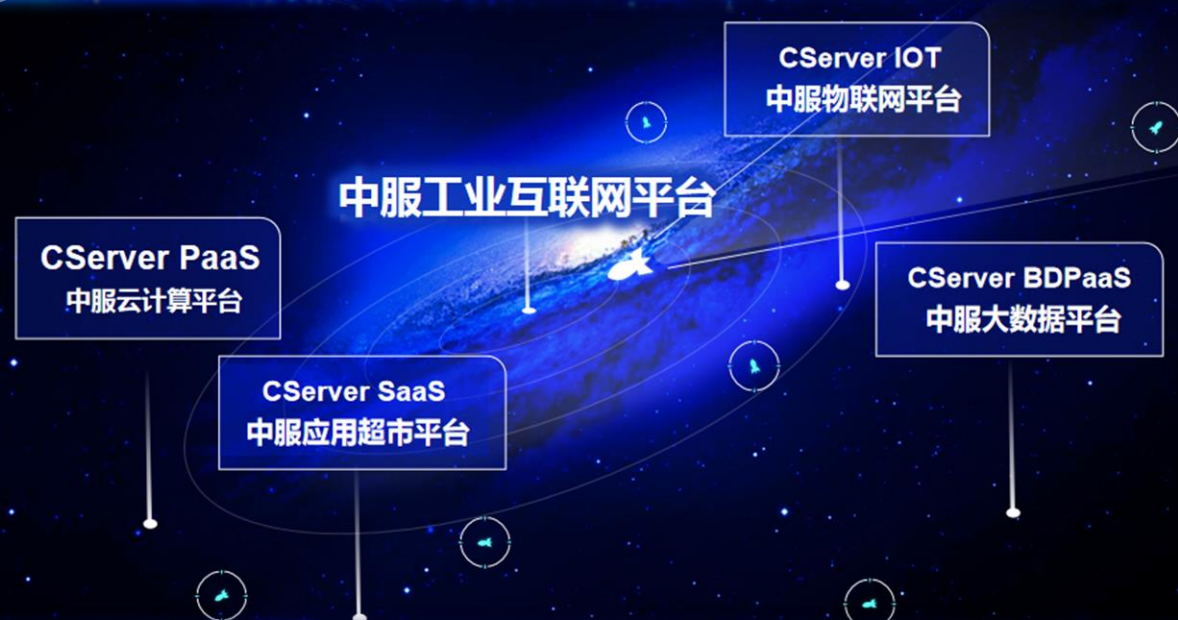 CServer IOT
中服物联网平台
中服工业互联网平台
CServer PaaS
中服云计算平台
CServer BDPaaS
中服大数据平台
CServer SaaS
中服应用超市平台